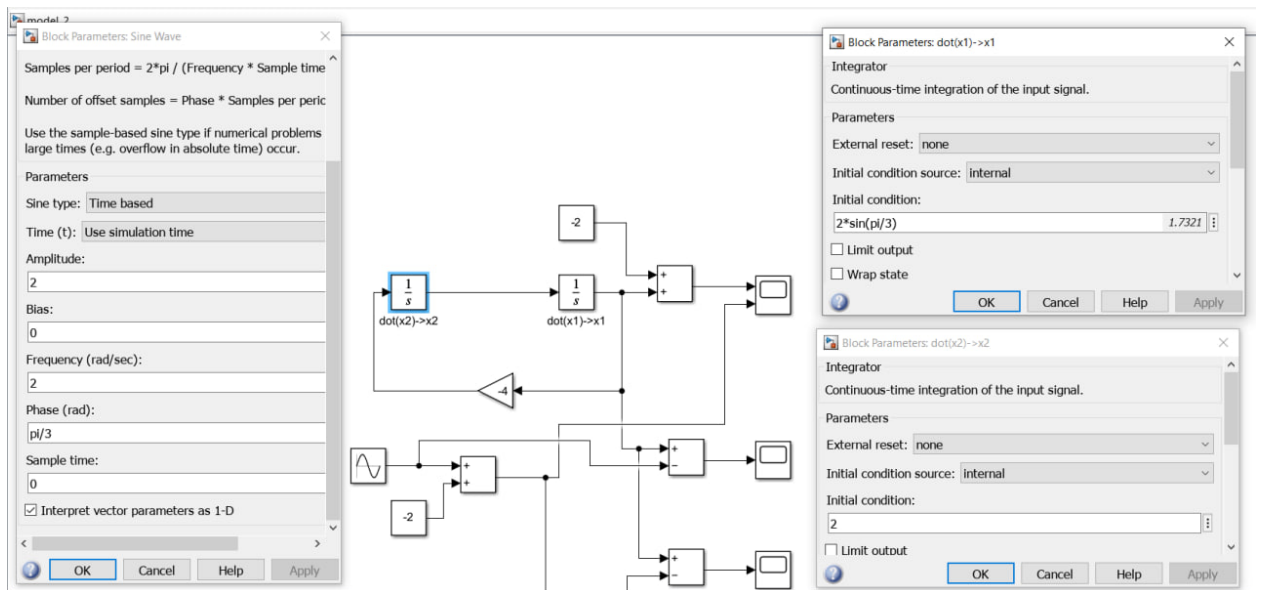 model_2
Block Parameters: Sine Wave
Samples per period = 2*pi / (Frequency * Sample time
Number of offset samples = Phase * Samples per peric
Use the sample-based sine type if numerical problems
large times (e.g. overflow in absolute time) occur.
Parameters
Sine type: Time based
Time (t): Use simulation time
Amplitude:
2
Bias:
0
Frequency (rad/sec):
2
Phase (rad):
pi/3
Sample time:
0
Interpret vector parameters as 1-D
OK Cancel Help Apply
-2
1
s
dot(x2)->x2
1
s
dot(x1)->x1
+
+
-4
+
+
-2
+
−
+
−
Block Parameters: dot(x1)->x1
Integrator
Continuous-time integration of the input signal.
Parameters
External reset: none
Initial condition source: internal
Initial condition:
2*sin(pi/3) 1.7321
Limit output
Wrap state
OK Cancel Help Apply
Block Parameters: dot(x2)->x2
Integrator
Continuous-time integration of the input signal.
Parameters
External reset: none
Initial condition source: internal
Initial condition:
2
Limit output
OK Cancel Help Apply